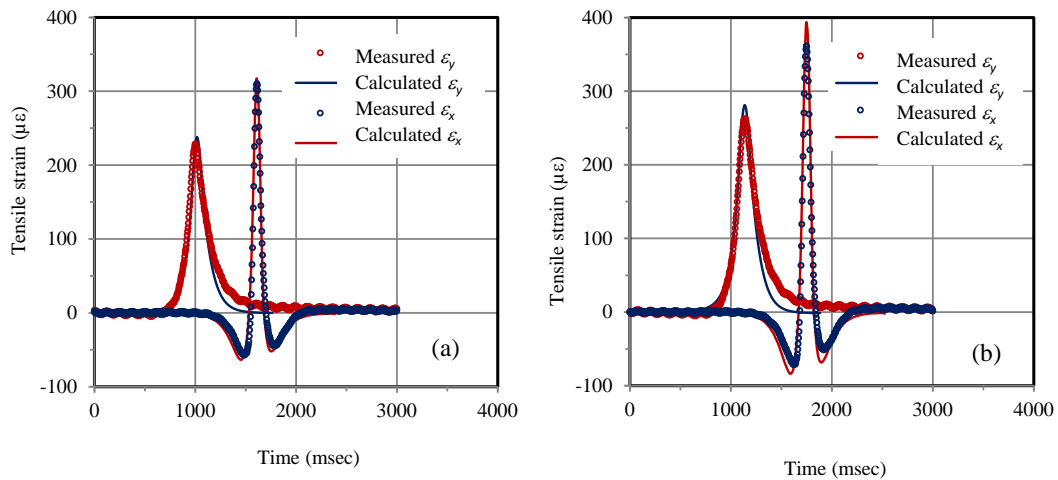 400
300
200
100
0
-100
0
1000
2000
3000
4000
Tensile strain (µε)
Time (msec)
Measured εy
Calculated εy
Measured εx
Calculated εx
(a)
400
300
200
100
0
-100
0
1000
2000
3000
4000
Tensile strain (µε)
Time (msec)
Measured εy
Calculated εy
Measured εx
Calculated εx
(b)